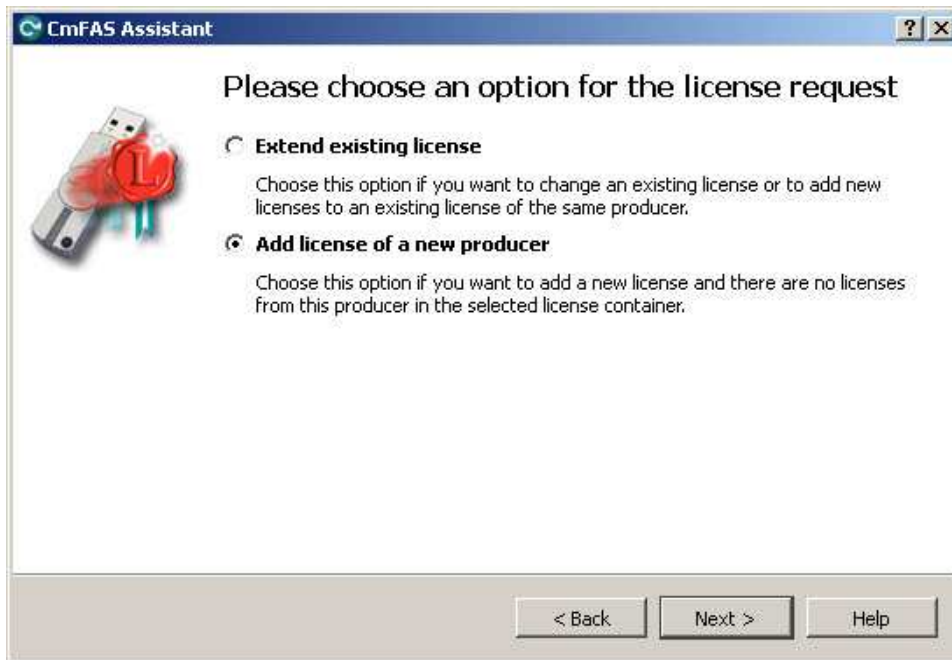 CmFAS Assistant
Please choose an option for the license request
Extend existing license
Choose this option if you want to change an existing license or to add new
licenses to an existing license of the same producer.
Add license of a new producer
Choose this option if you want to add a new license and there are no licenses
from this producer in the selected license container.
L
< Back Next > Help